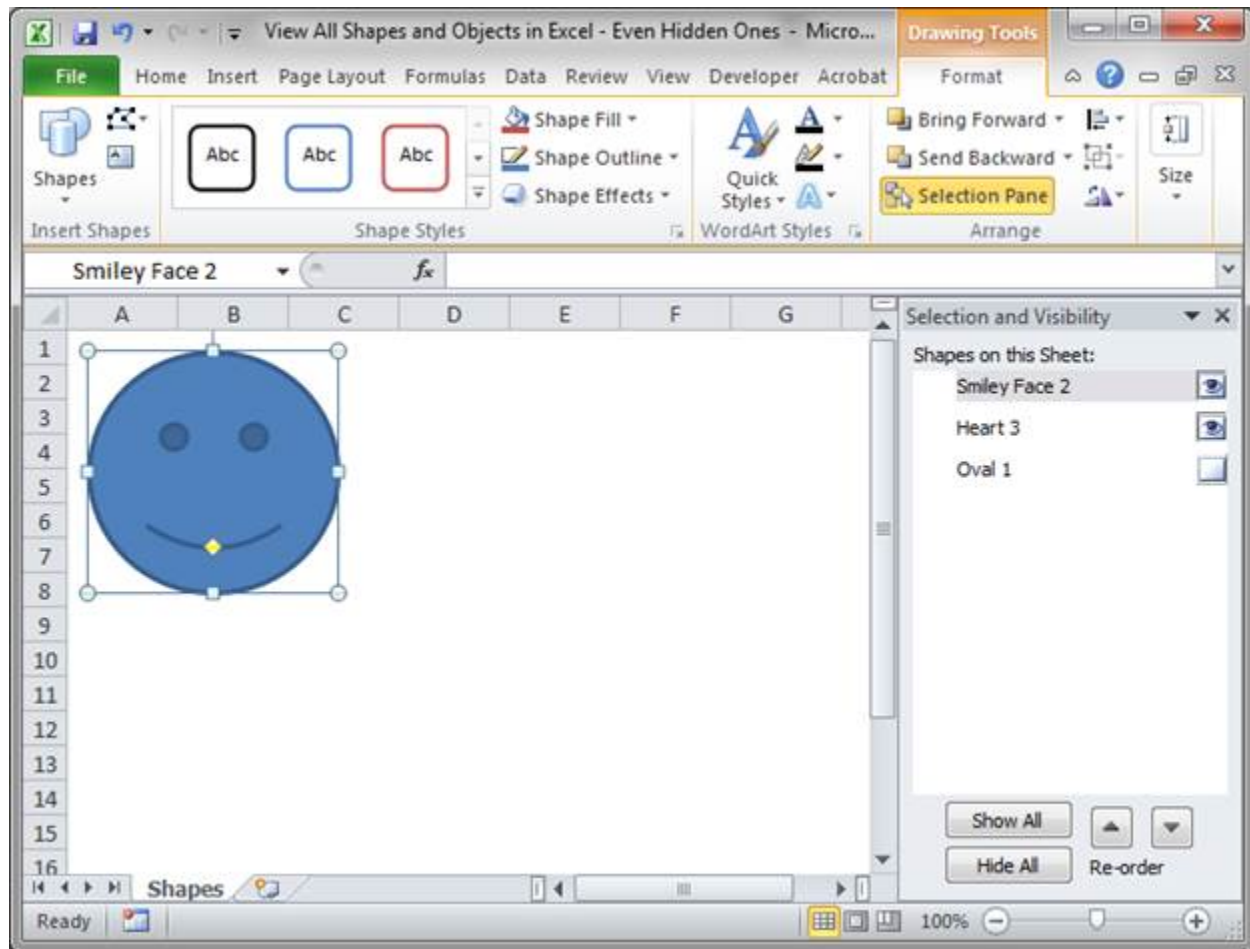 View All Shapes and Objects in Excel - Even Hidden Ones - Micro...
Drawing Tools
File Home Insert Page Layout Formulas Data Review View Developer Acrobat Format
Shapes
Insert Shapes
Abc Abc Abc
Shape Fill
Shape Outline
Shape Effects
Shape Styles
Quick
Styles
WordArt Styles
Bring Forward
Send Backward
Selection Pane
Arrange
Size
Smiley Face 2
fx
A B C D E F G
1
2
3
4
5
6
7
8
9
10
11
12
13
14
15
16
Selection and Visibility
Shapes on this Sheet:
Smiley Face 2
Heart 3
Oval 1
Show All
Hide All
Re-order
Shapes
Ready
100%